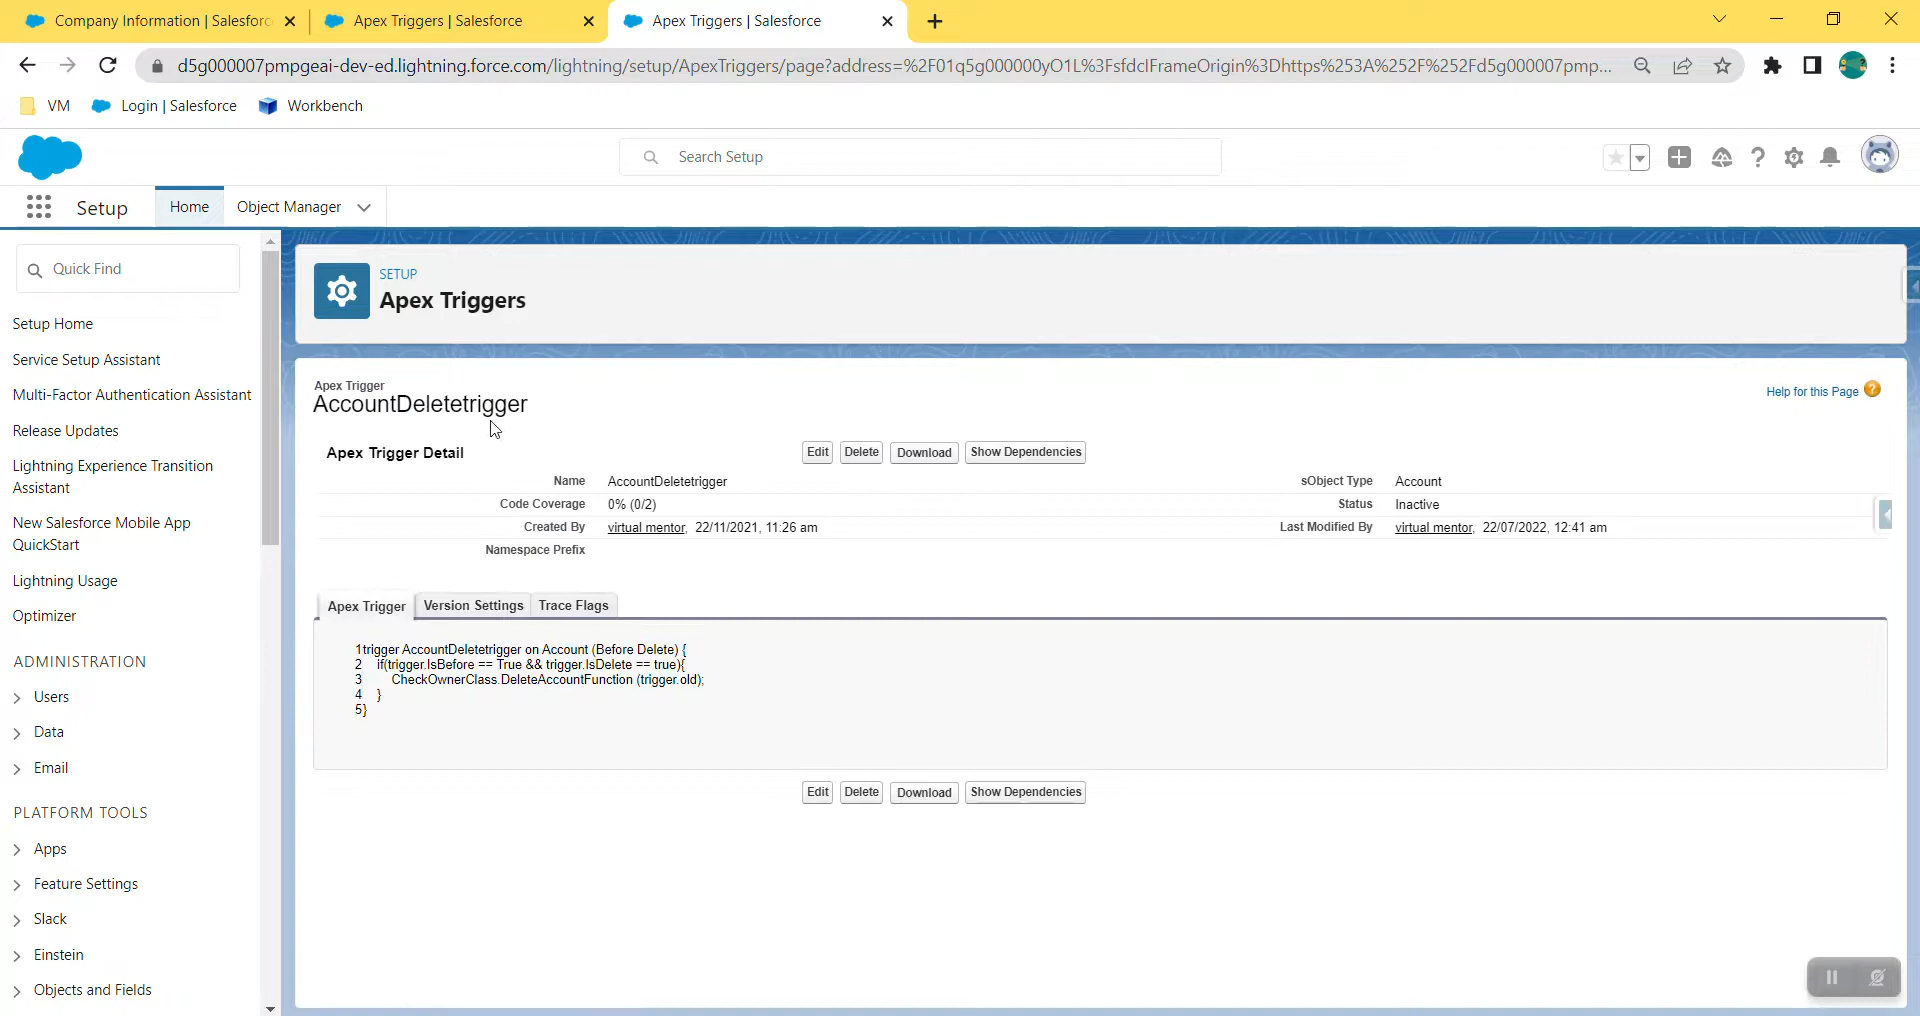 Company Information | Salesforc
Apex Triggers | Salesforce
Apex Triggers | Salesforce
d5g000007pmpgeai-dev-ed.lightning.force.com/lightning/setup/ApexTriggers/page?address=%2F01q5g000000yO1L%3FsfdcIFrameOrigin%3Dhttps%253A%252F%252Fd5g000007pmp...
VM
Login | Salesforce
Workbench
Search Setup
Setup
Home
Object Manager
Quick Find
Setup Home
Service Setup Assistant
Multi-Factor Authentication Assistant
Release Updates
Lightning Experience Transition
Assistant
New Salesforce Mobile App
QuickStart
Lightning Usage
Optimizer
ADMINISTRATION
Users
Data
Email
PLATFORM TOOLS
Apps
Feature Settings
Slack
Einstein
Objects and Fields
SETUP
Apex Triggers
Apex Trigger
AccountDeletetrigger
Help for this Page
Apex Trigger Detail
Edit Delete Download Show Dependencies
Name AccountDeletetrigger sObject Type Account
Code Coverage 0% (0/2) Status Inactive
Created By virtual mentor, 22/11/2021, 11:26 am Last Modified By virtual mentor, 22/07/2022, 12:41 am
Namespace Prefix
Apex Trigger Version Settings Trace Flags
1trigger AccountDeletetrigger on Account (Before Delete) {
2 if(trigger.IsBefore == True && trigger.IsDelete == true){
3 CheckOwnerClass.DeleteAccountFunction (trigger.old);
4 }
5}
Edit Delete Download Show Dependencies